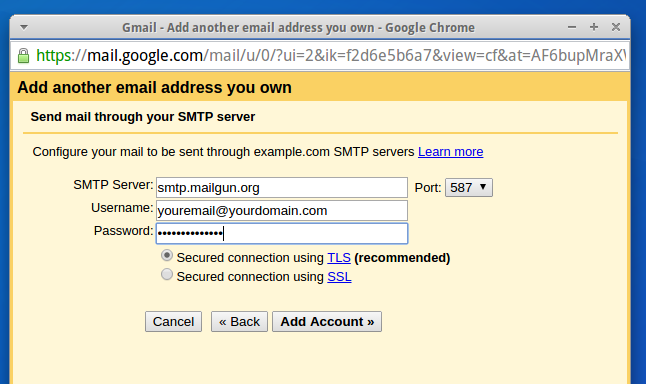 Gmail - Add another email address you own - Google Chrome
https://mail.google.com/mail/u/0/?ui=2&ik=f2d6e5b6a7&view=cf&at=AF6bupMraX
Add another email address you own
Send mail through your SMTP server
Configure your mail to be sent through example.com SMTP servers Learn more
SMTP Server: smtp.mailgun.org Port: 587
Username: youremail@yourdomain.com
Password: ••••••••••••••
Secured connection using TLS (recommended)
Secured connection using SSL
Cancel « Back Add Account »